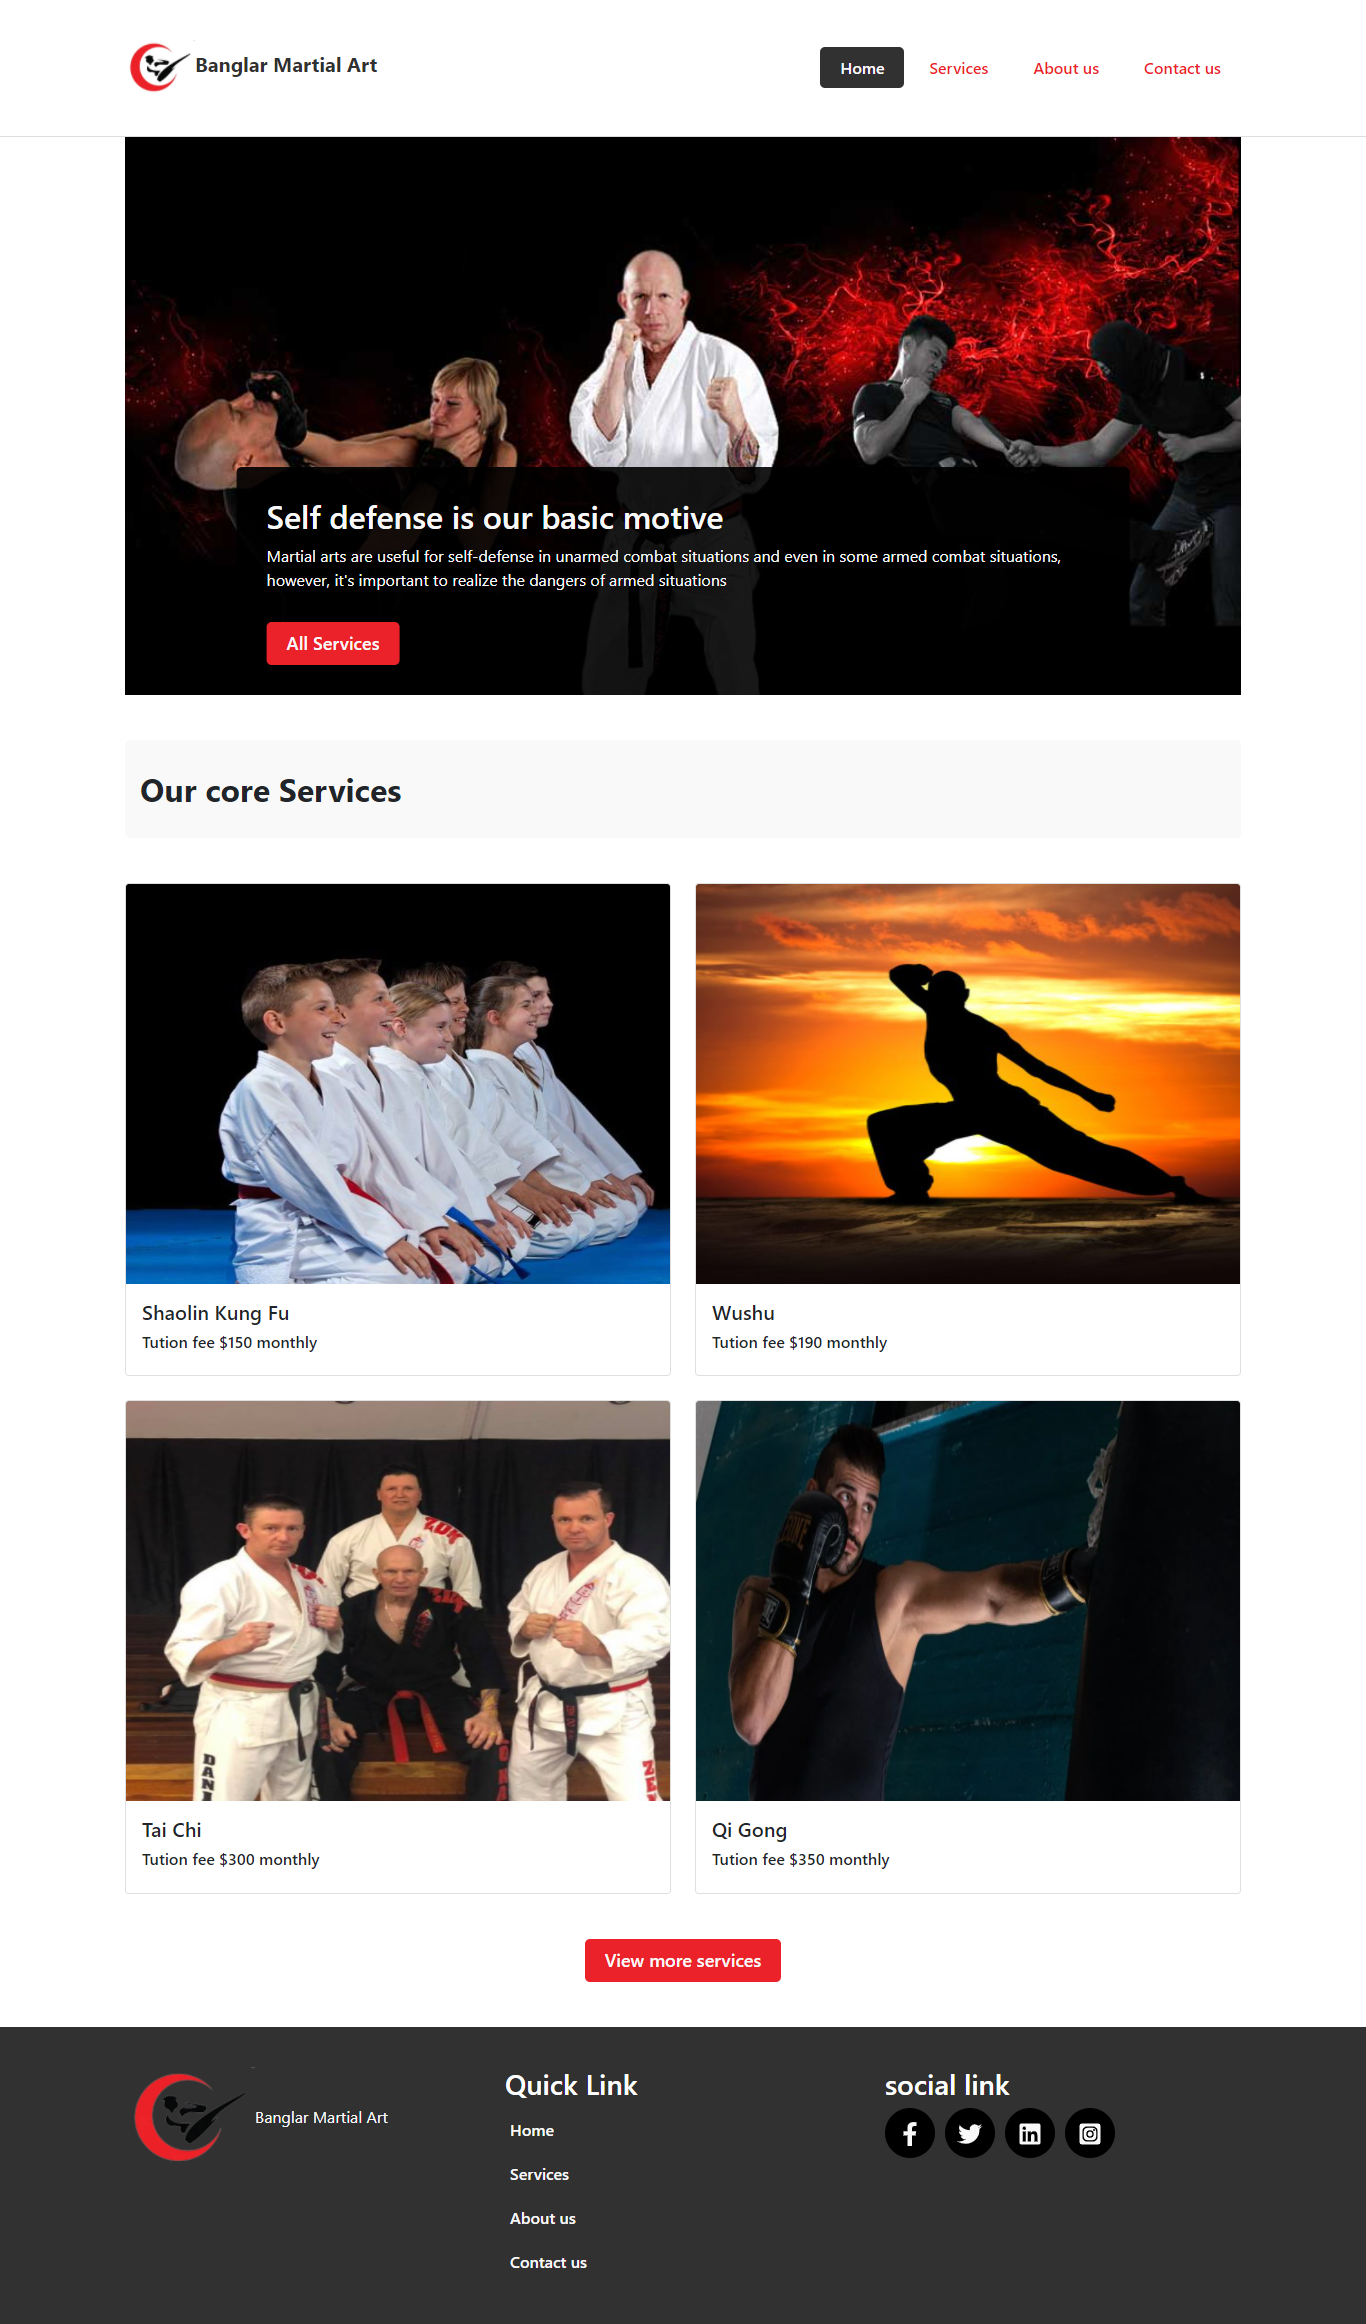 Banglar Martial Art
Home
Services
About us
Contact us
Self defense is our basic motive
Martial arts are useful for self-defense in unarmed combat situations and even in some armed combat situations,
however, it's important to realize the dangers of armed situations
All Services
Our core Services
Shaolin Kung Fu
Tution fee $150 monthly
Wushu
Tution fee $190 monthly
ZDK
DANI
Tai Chi
Tution fee $300 monthly
Qi Gong
Tution fee $350 monthly
View more services
Banglar Martial Art
Quick Link
Home
Services
About us
Contact us
social link